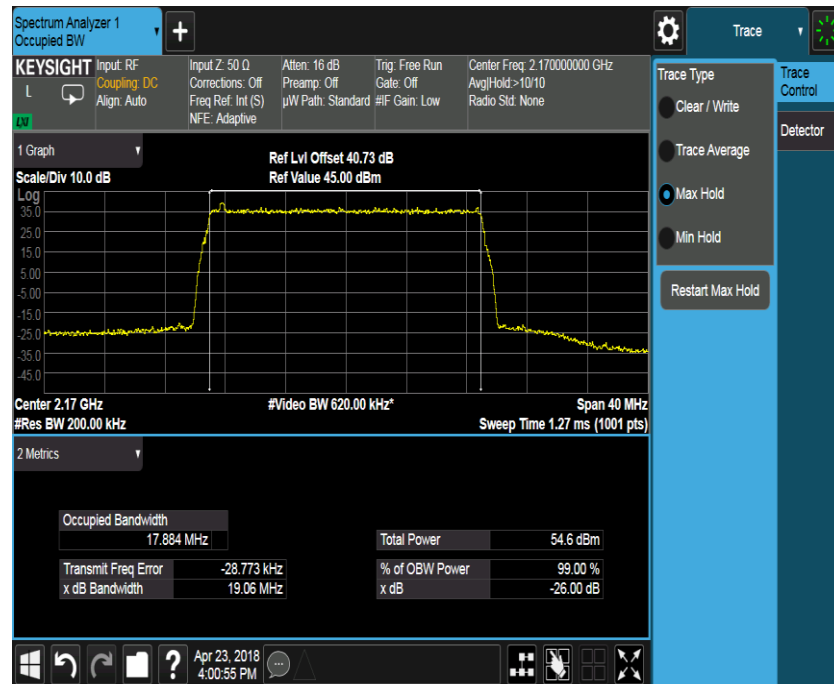 Spectrum Analyzer 1
Occupied BW
+
Trace
KEYSIGHT
L
LXI
Input: RF
Coupling: DC
Align: Auto
Input Z: 50 Ω
Corrections: Off
Freq Ref: Int (S)
NFE: Adaptive
Atten: 16 dB
Preamp: Off
µW Path: Standard
Trig: Free Run
Gate: Off
#IF Gain: Low
Center Freq: 2.170000000 GHz
Avg|Hold:>10/10
Radio Std: None
1 Graph
Scale/Div 10.0 dB
Ref Lvl Offset 40.73 dB
Ref Value 45.00 dBm
Log
35.0
25.0
15.0
5.00
-5.00
-15.0
-25.0
-35.0
-45.0
Center 2.17 GHz
#Video BW 620.00 kHz*
Span 40 MHz
#Res BW 200.00 kHz
Sweep Time 1.27 ms (1001 pts)
2 Metrics
Occupied Bandwidth
17.884 MHz
Total Power 54.6 dBm
Transmit Freq Error -28.773 kHz
% of OBW Power 99.00 %
x dB Bandwidth 19.06 MHz
x dB -26.00 dB
?
Apr 23, 2018
4:00:55 PM
Trace Type
Clear / Write
Trace Average
Max Hold
Min Hold
Restart Max Hold
Trace
Control
Detector